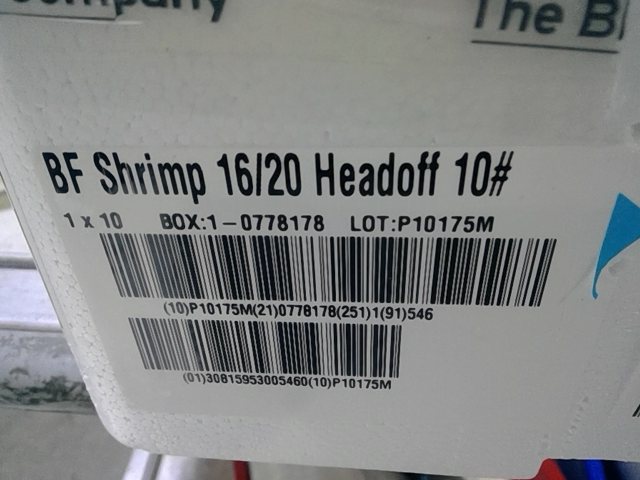 Company
The
BF Shrimp 16/20 Headoff 10#
1 x 10 BOX:1-0778178 LOT:P10175M
(10)P10175M(21)0778178(251)1(91)546
(01)30815953005460(10)P10175M